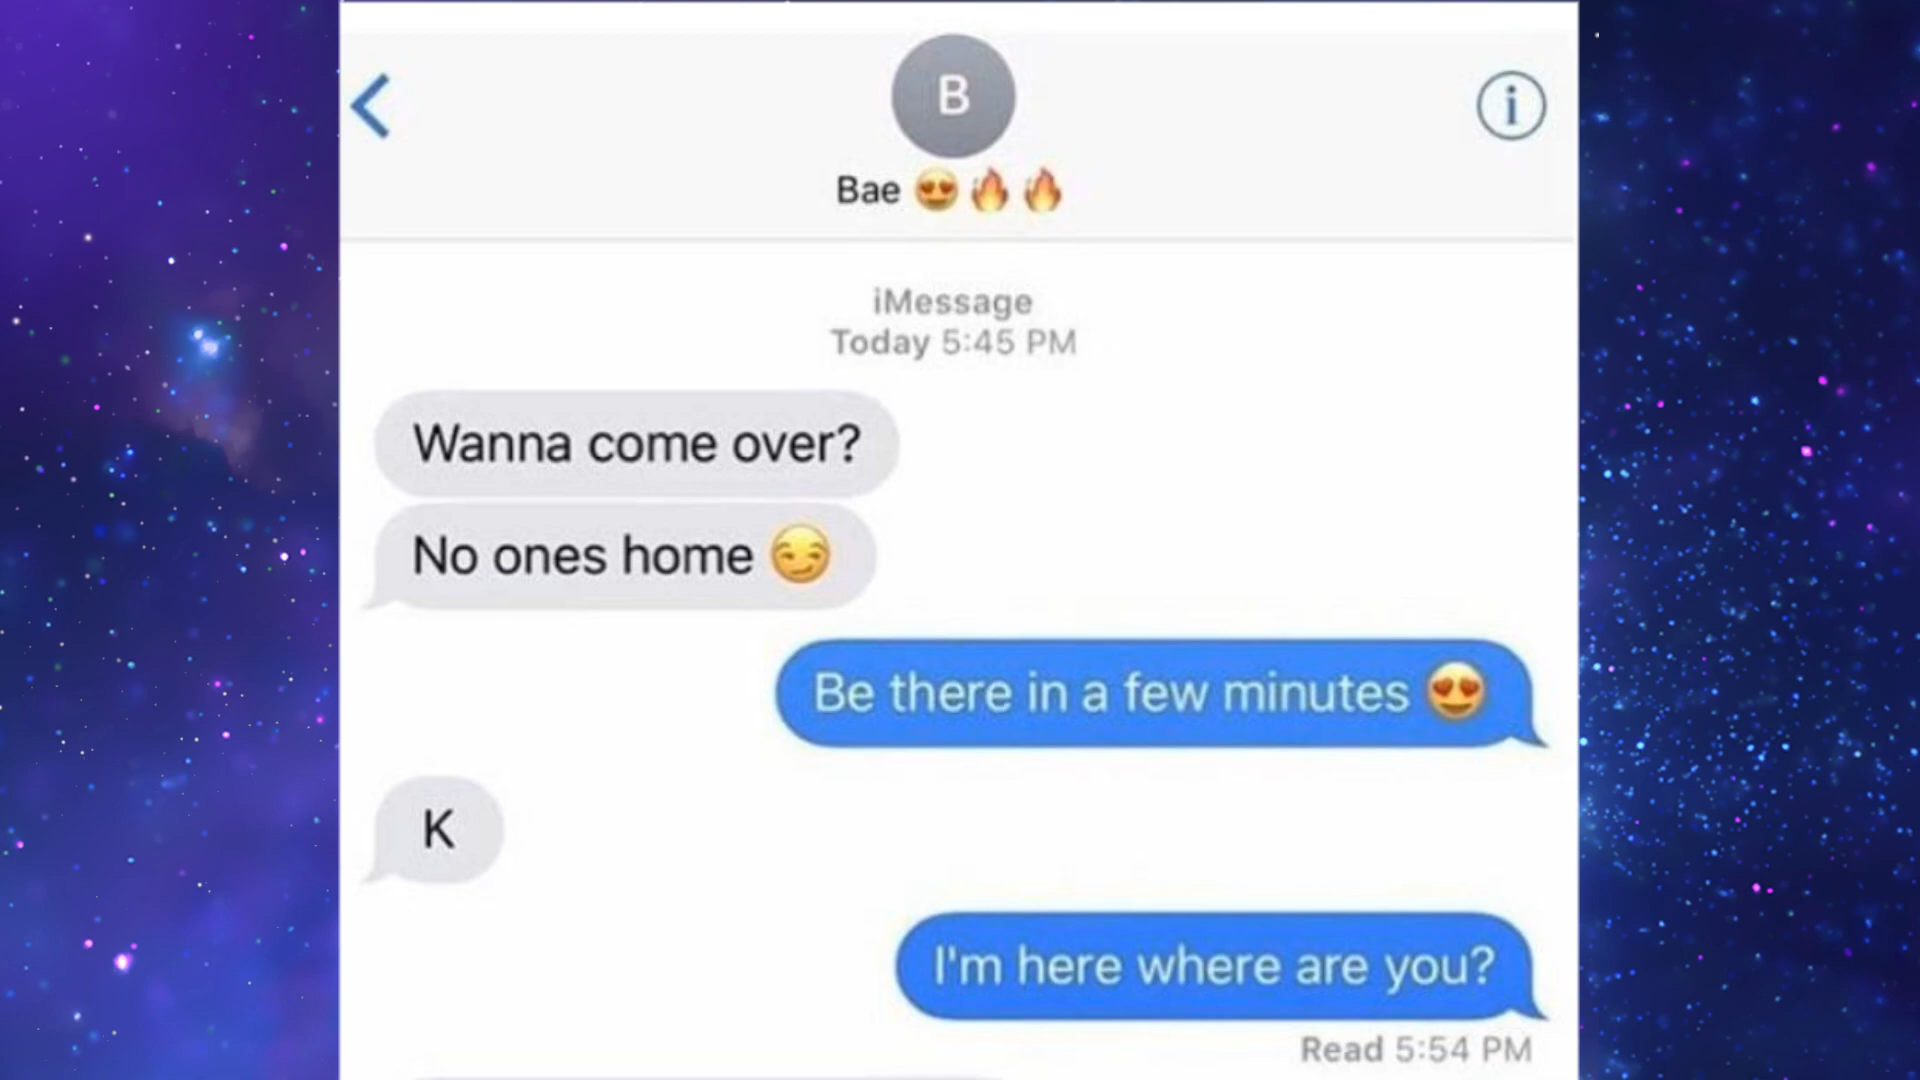 B
Bae 😍🔥🔥
iMessage
Today 5:45 PM
Wanna come over?
No ones home 😏
Be there in a few minutes 😍
K
I'm here where are you?
Read 5:54 PM